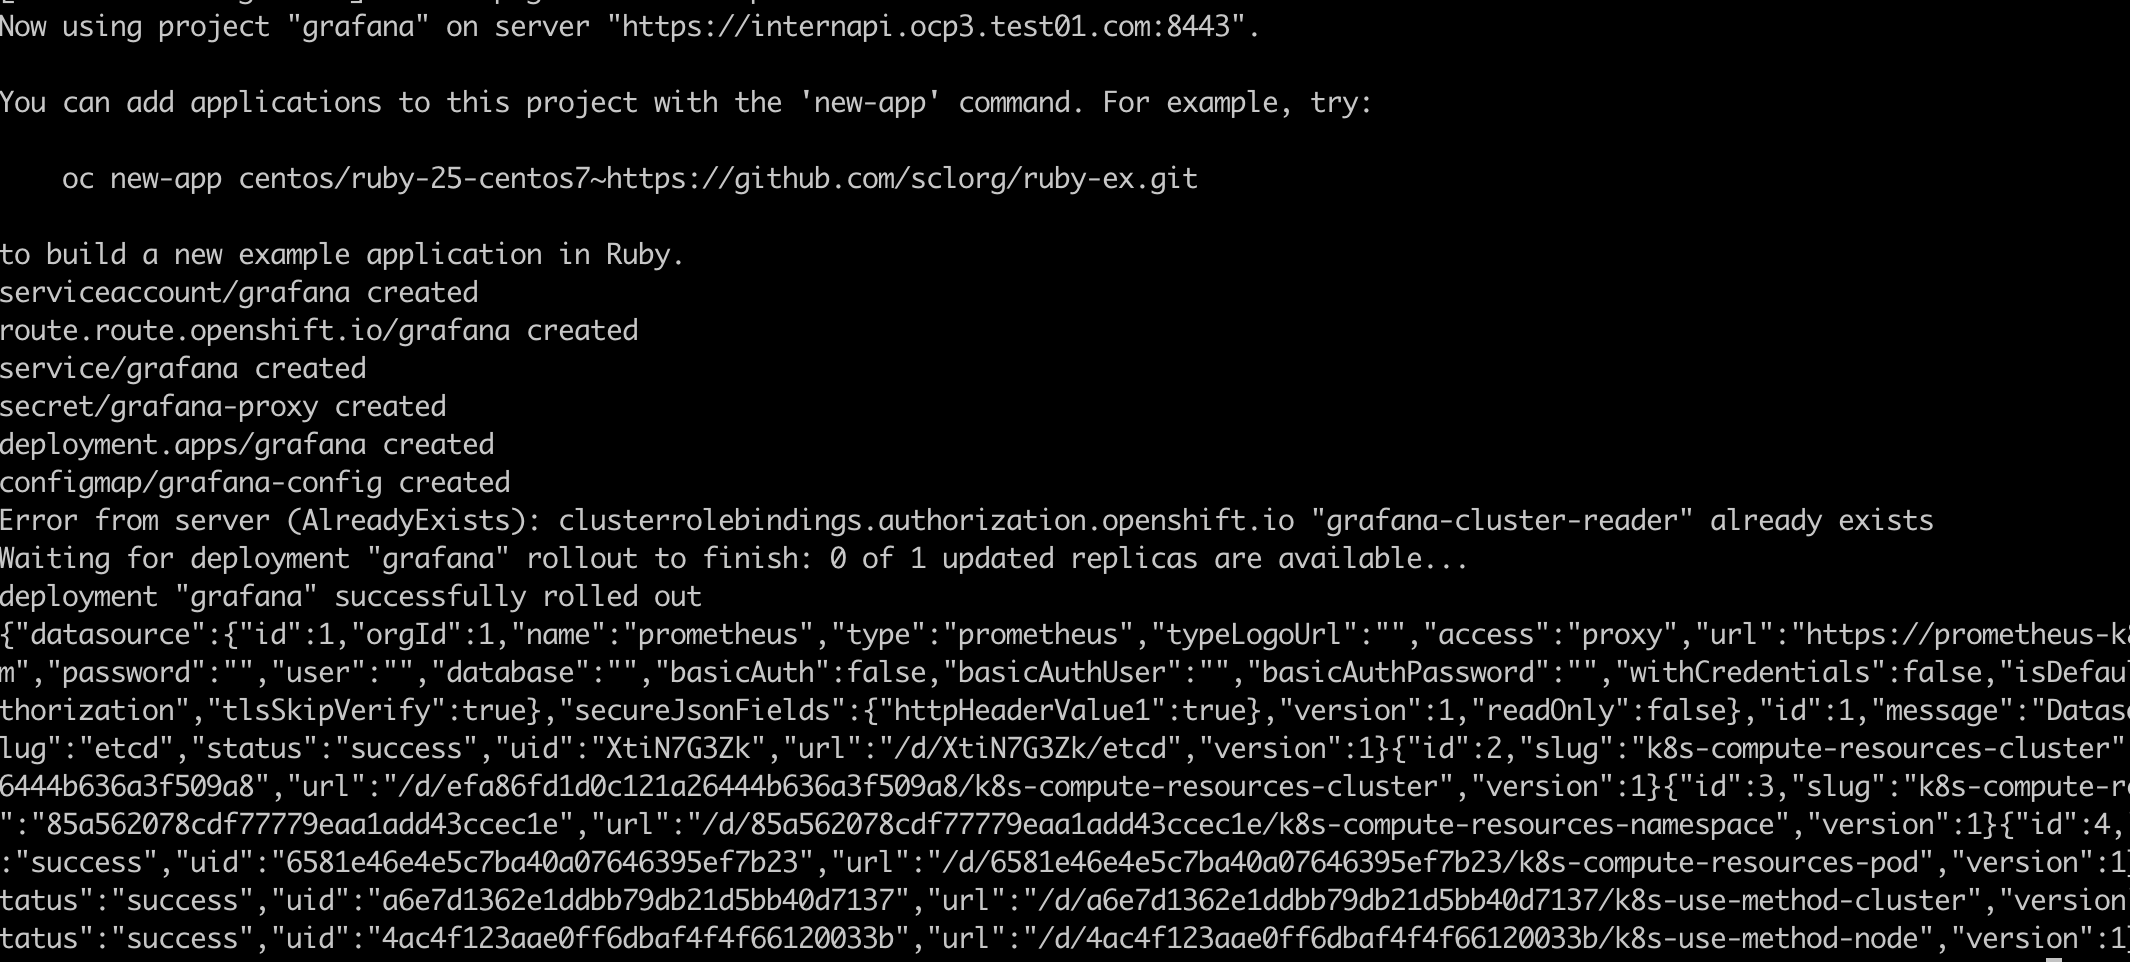 Now using project "grafana" on server "https://internapi.ocp3.test01.com:8443".
You can add applications to this project with the 'new-app' command. For example, try:
oc new-app centos/ruby-25-centos7~https://github.com/sclorg/ruby-ex.git
to build a new example application in Ruby.
serviceaccount/grafana created
route.route.openshift.io/grafana created
service/grafana created
secret/grafana-proxy created
deployment.apps/grafana created
configmap/grafana-config created
Error from server (AlreadyExists): clusterrolebindings.authorization.openshift.io "grafana-cluster-reader" already exists
Waiting for deployment "grafana" rollout to finish: 0 of 1 updated replicas are available...
deployment "grafana" successfully rolled out
{"datasource":{"id":1,"orgId":1,"name":"prometheus","type":"prometheus","typeLogoUrl":"","access":"proxy","url":"https://prometheus-k8
m","password":"","user":"","database":"","basicAuth":false,"basicAuthUser":"","basicAuthPassword":"","withCredentials":false,"isDefau
thorization","tlsSkipVerify":true},"secureJsonFields":{"httpHeaderValue1":true},"version":1,"readOnly":false},"id":1,"message":"Datas
lug":"etcd","status":"success","uid":"XtiN7G3Zk","url":"/d/XtiN7G3Zk/etcd","version":1}{"id":2,"slug":"k8s-compute-resources-cluster"
6444b636a3f509a8","url":"/d/efa86fd1d0c121a26444b636a3f509a8/k8s-compute-resources-cluster","version":1}{"id":3,"slug":"k8s-compute-r
":"85a562078cdf77779eaa1add43ccec1e","url":"/d/85a562078cdf77779eaa1add43ccec1e/k8s-compute-resources-namespace","version":1}{"id":4,
:"success","uid":"6581e46e4e5c7ba40a07646395ef7b23","url":"/d/6581e46e4e5c7ba40a07646395ef7b23/k8s-compute-resources-pod","version":1}
tatus":"success","uid":"a6e7d1362e1ddbb79db21d5bb40d7137","url":"/d/a6e7d1362e1ddbb79db21d5bb40d7137/k8s-use-method-cluster","version
tatus":"success","uid":"4ac4f123aae0ff6dbaf4f4f66120033b","url":"/d/4ac4f123aae0ff6dbaf4f4f66120033b/k8s-use-method-node","version":1}